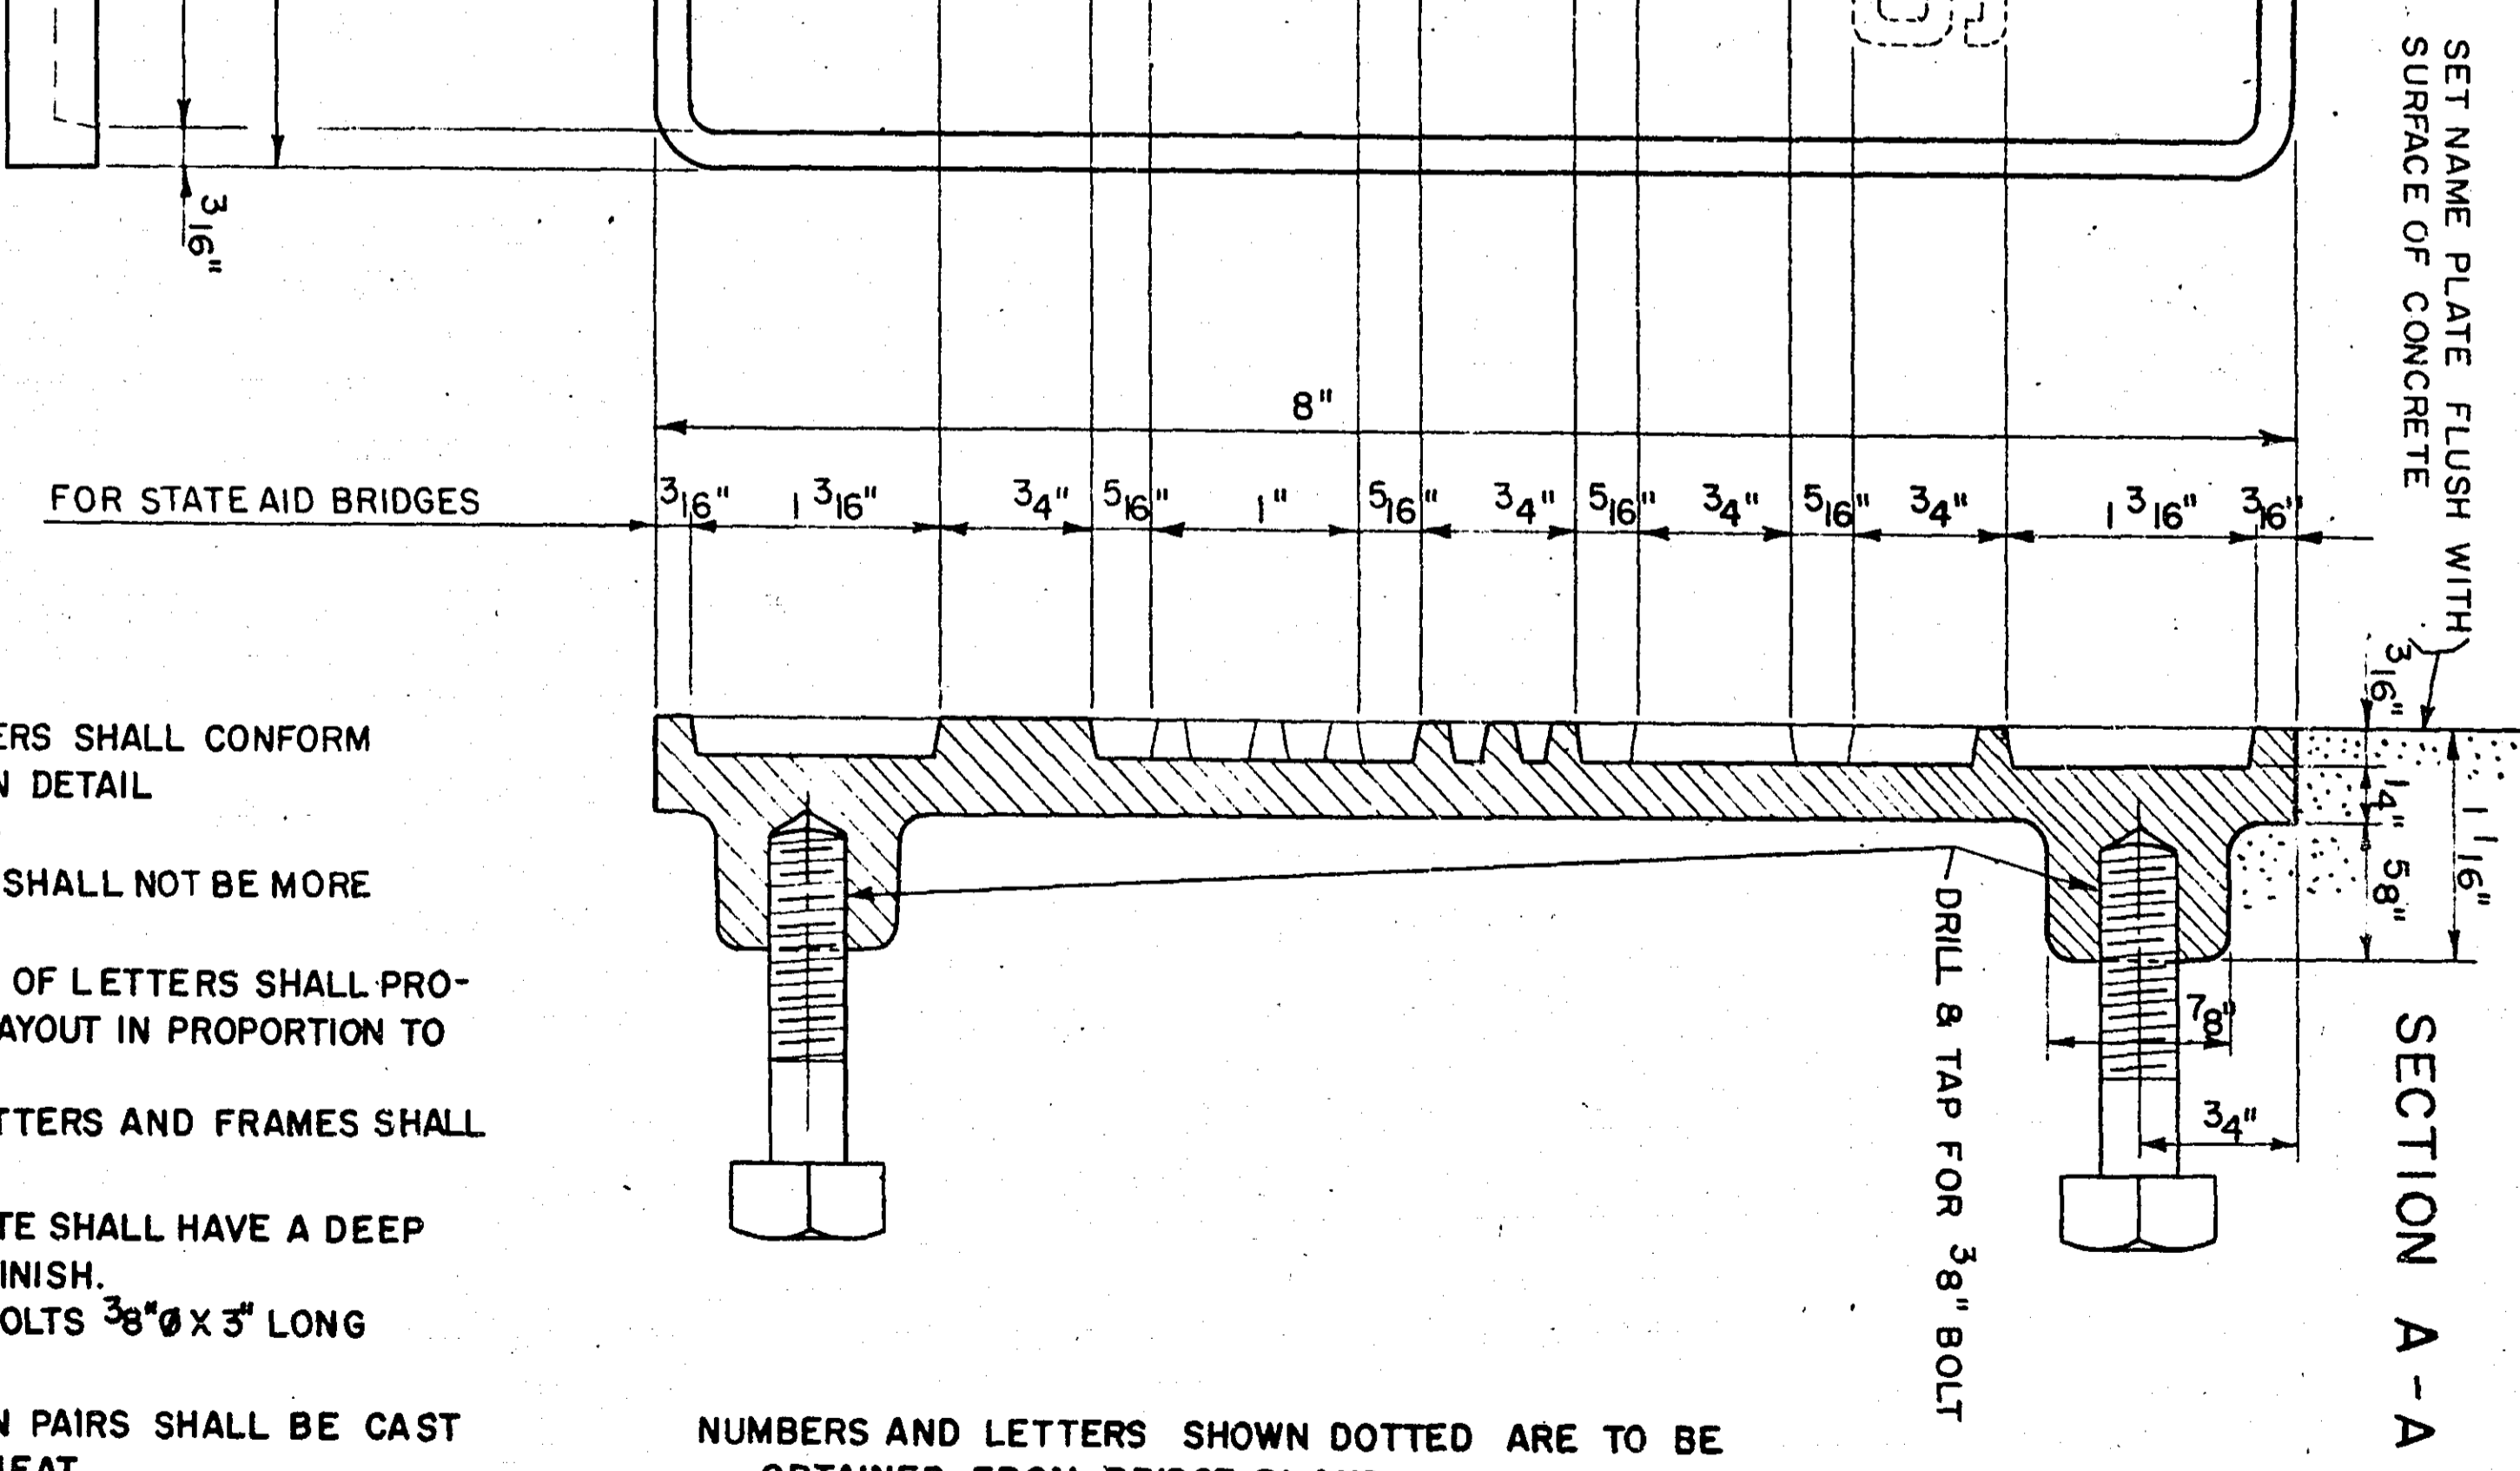 SET NAME PLATE FLUSH WITH
SURFACE OF CONCRETE
3/16"
8"
FOR STATE AID BRIDGES
3/16" 1 3/16" 3/4" 5/16" 1" 5/16" 3/4" 5/16" 3/4" 5/16" 3/4" 1 3/16" 3/16"
3/16"
1/4"
5/8"
1 1/16"
7/8"
3/4"
DRILL & TAP FOR 3/8" BOLT
SECTION A-A
ERS SHALL CONFORM
N DETAIL
SHALL NOT BE MORE
OF LETTERS SHALL PRO-
AYOUT IN PROPORTION TO
TTERS AND FRAMES SHALL
TE SHALL HAVE A DEEP
INISH.
OLTS 3/8"Ø X 3" LONG
N PAIRS SHALL BE CAST
HEAT
NUMBERS AND LETTERS SHOWN DOTTED ARE TO BE
OBTAINED FROM BRIDGE